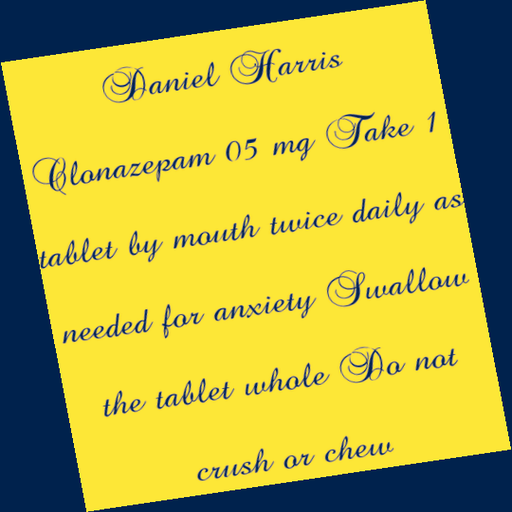 Daniel Harris
Clonazepam 05 mg Take 1
tablet by mouth twice daily as
needed for anxiety Swallow
the tablet whole Do not
crush or chew